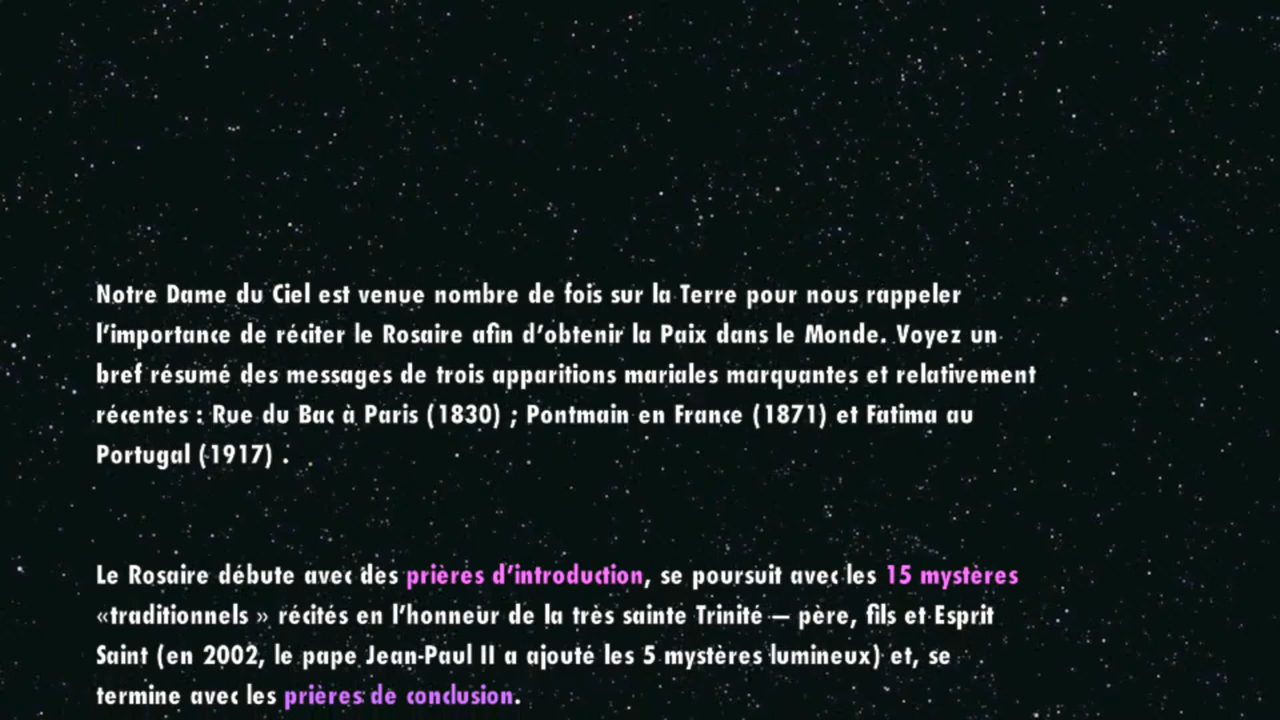 Notre Dame du Ciel est venue nombre de fois sur la Terre pour nous rappeler
l’importance de réciter le Rosaire afin d’obtenir la Paix dans le Monde. Voyez un
bref résumé des messages de trois apparitions mariales marquantes et relativement
récentes : Rue du Bac à Paris (1830) ; Pontmain en France (1871) et Fatima au
Portugal (1917) .
Le Rosaire débute avec des prières d’introduction, se poursuit avec les 15 mystères
«traditionnels » récités en l’honneur de la très sainte Trinité – père, fils et Esprit
Saint (en 2002, le pape Jean-Paul II a ajouté les 5 mystères lumineux) et, se
termine avec les prières de conclusion.